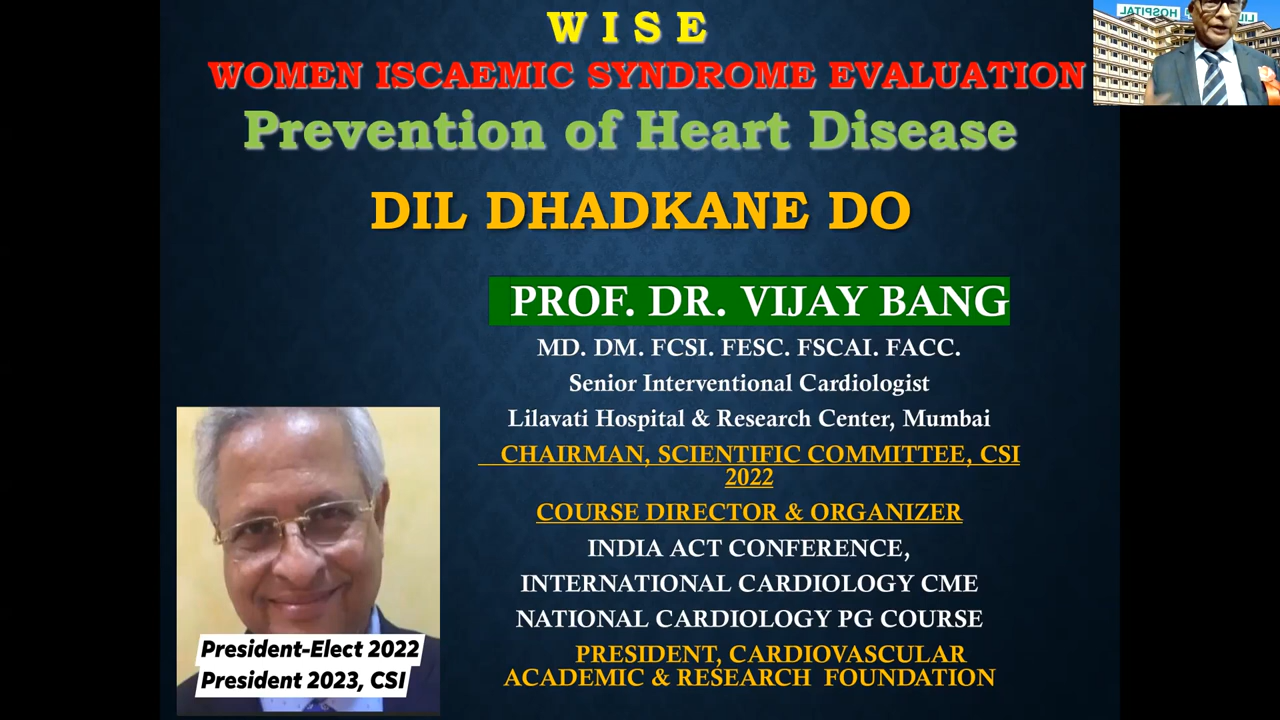 W I S E
WOMEN ISCAEMIC SYNDROME EVALUATION
Prevention of Heart Disease
DIL DHADKANE DO
PROF. DR. VIJAY BANG
MD. DM. FCSI. FESC. FSCAI. FACC.
Senior Interventional Cardiologist
Lilavati Hospital & Research Center, Mumbai
CHAIRMAN, SCIENTIFIC COMMITTEE, CSI
2022
COURSE DIRECTOR & ORGANIZER
INDIA ACT CONFERENCE,
INTERNATIONAL CARDIOLOGY CME
NATIONAL CARDIOLOGY PG COURSE
PRESIDENT, CARDIOVASCULAR
ACADEMIC & RESEARCH FOUNDATION
President-Elect 2022
President 2023, CSI
HOSPITAL